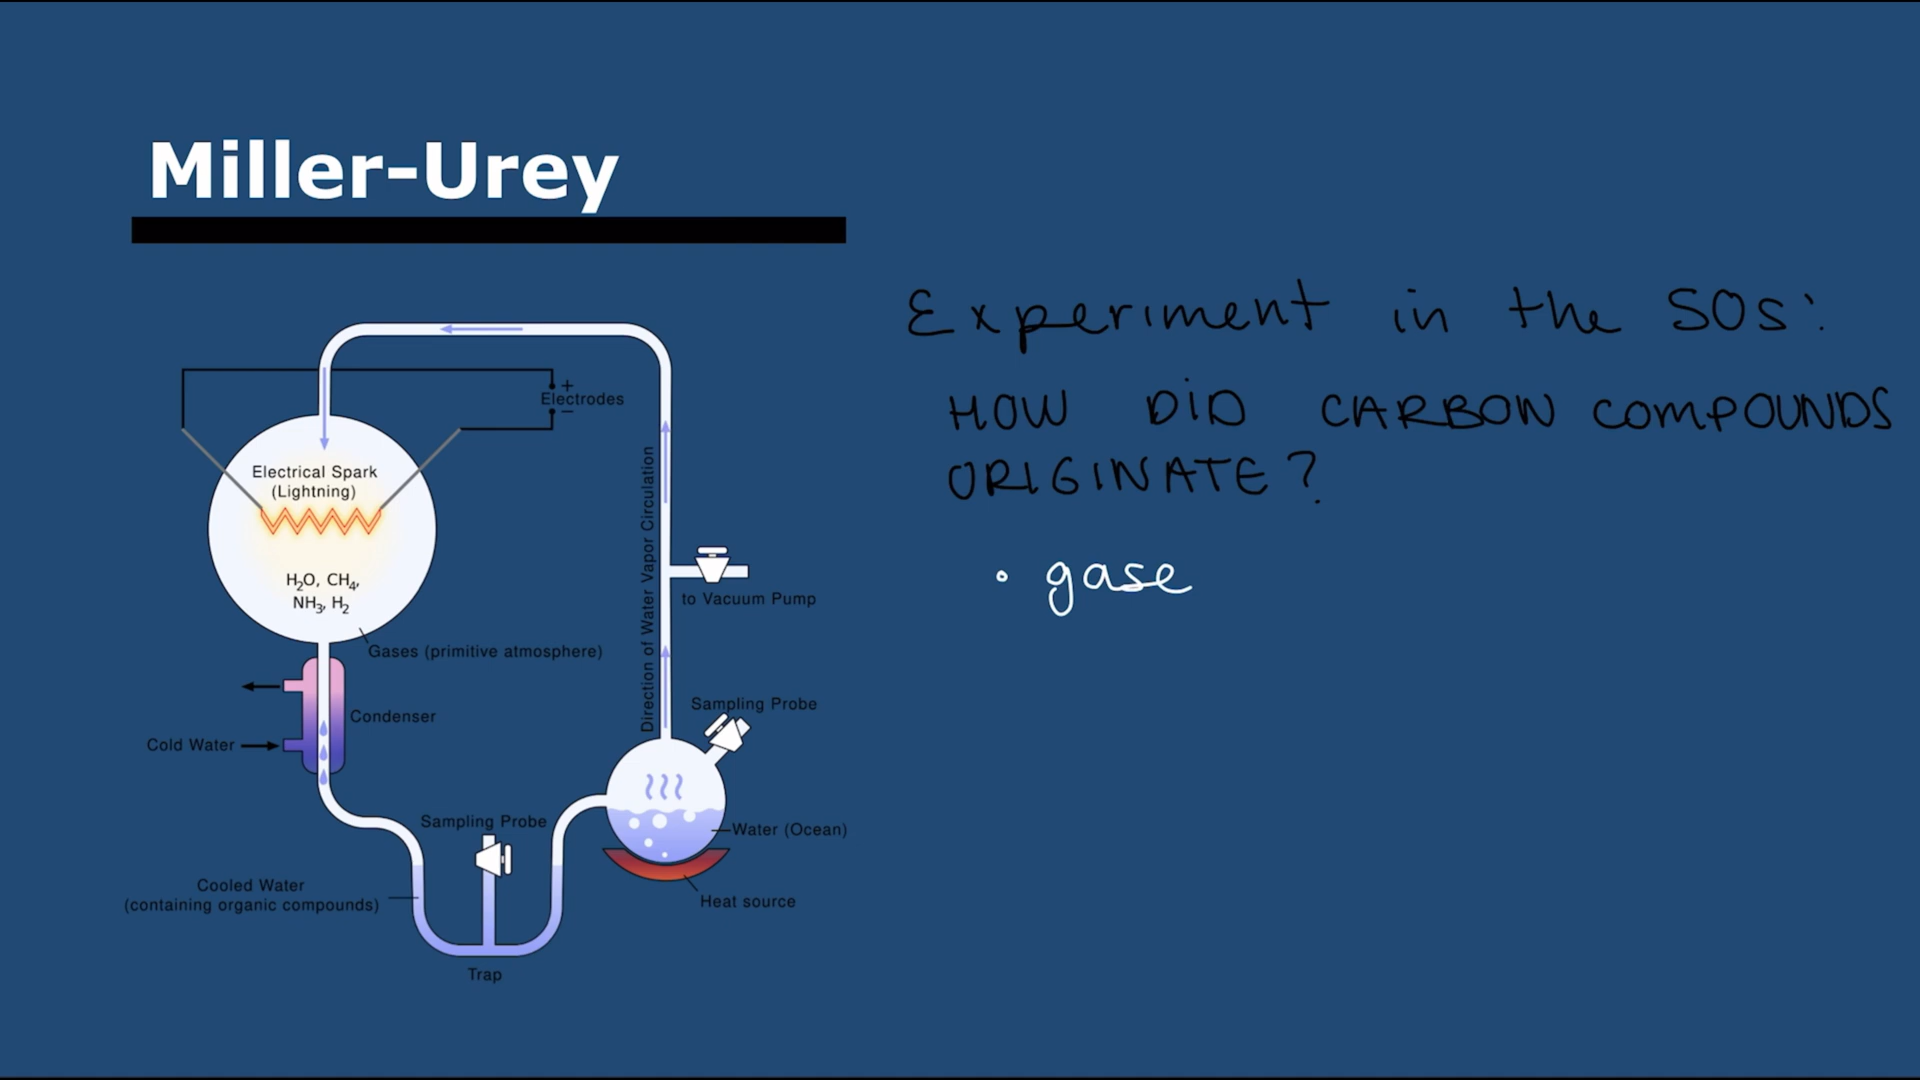 Miller-Urey
Experiment in the 50s:
HOW DID CARBON COMPOUNDS
ORIGINATE?
• gase
+
Electrodes
−
Electrical Spark
(Lightning)
H₂O, CH₄,
NH₃, H₂
Gases (primitive atmosphere)
Direction of Water Vapor Circulation
to Vacuum Pump
Condenser
Cold Water
Sampling Probe
Sampling Probe
Water (Ocean)
Heat source
Cooled Water
(containing organic compounds)
Trap